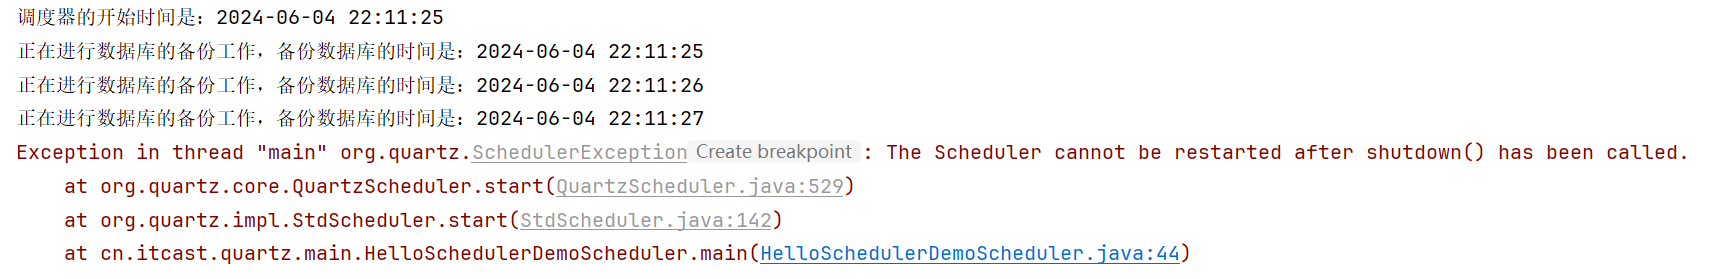 调度器的开始时间是：2024-06-04 22:11:25
正在进行数据库的备份工作，备份数据库的时间是：2024-06-04 22:11:25
正在进行数据库的备份工作，备份数据库的时间是：2024-06-04 22:11:26
正在进行数据库的备份工作，备份数据库的时间是：2024-06-04 22:11:27
Exception in thread "main" org.quartz.SchedulerException Create breakpoint : The Scheduler cannot be restarted after shutdown() has been called.
at org.quartz.core.QuartzScheduler.start(QuartzScheduler.java:529)
at org.quartz.impl.StdScheduler.start(StdScheduler.java:142)
at cn.itcast.quartz.main.HelloSchedulerDemoScheduler.main(HelloSchedulerDemoScheduler.java:44)